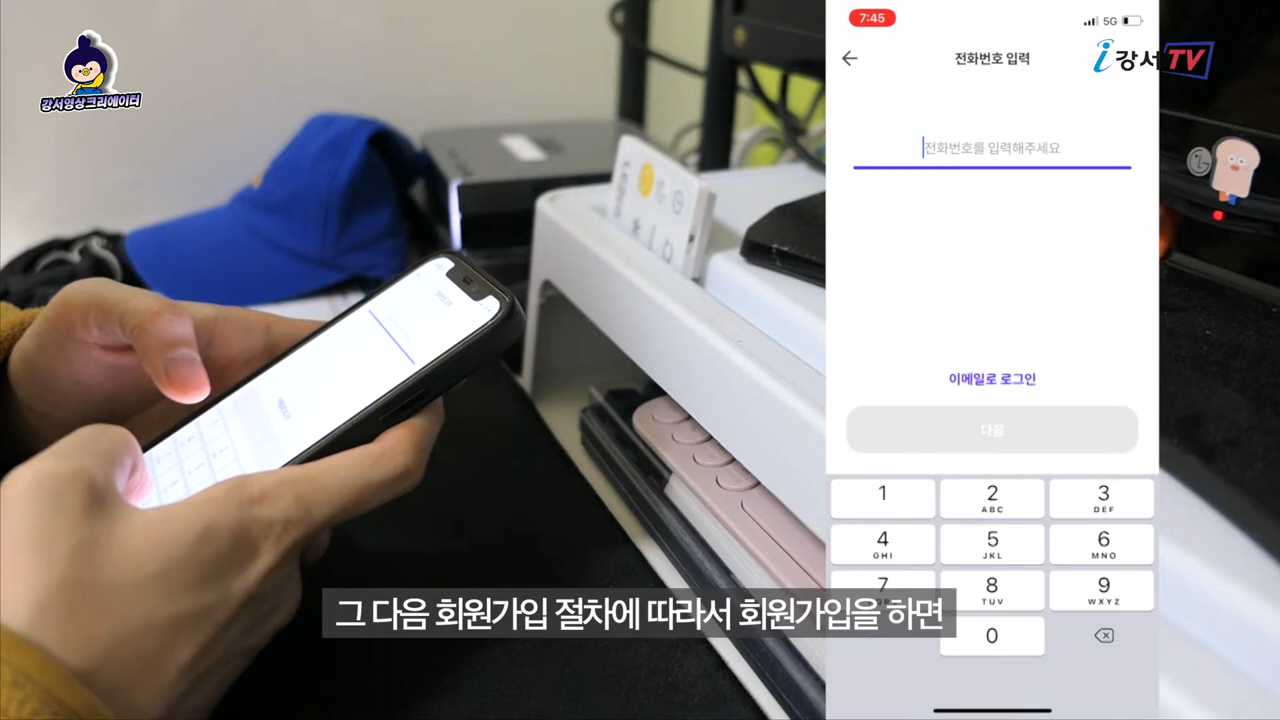 강서영상크리에이터
7:45
5G
전화번호 입력
i강서TV
전화번호를 입력해주세요
이메일로 로그인
다음
1
2
ABC
3
DEF
4
GHI
5
JKL
6
MNO
7
8
TUV
9
WXYZ
0
그 다음 회원가입 절차에 따라서 회원가입을 하면